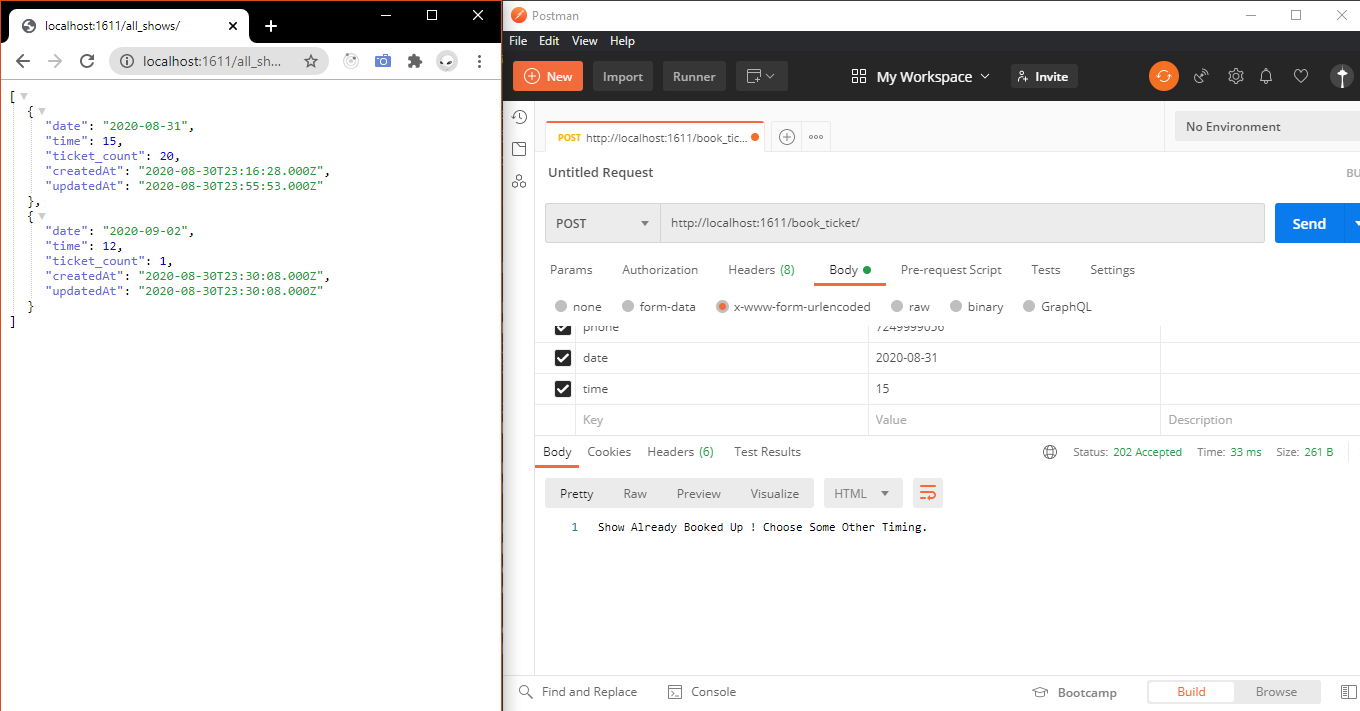 localhost:1611/all_shows/
localhost:1611/all_sh...
[
{
"date": "2020-08-31",
"time": 15,
"ticket_count": 20,
"createdAt": "2020-08-30T23:16:28.000Z",
"updatedAt": "2020-08-30T23:55:53.000Z"
},
{
"date": "2020-09-02",
"time": 12,
"ticket_count": 1,
"createdAt": "2020-08-30T23:30:08.000Z",
"updatedAt": "2020-08-30T23:30:08.000Z"
}
]
Postman
File Edit View Help
New Import Runner My Workspace Invite
POST http://localhost:1611/book_tic... No Environment
Untitled Request BU
POST http://localhost:1611/book_ticket/ Send
Params Authorization Headers (8) Body Pre-request Script Tests Settings
none form-data x-www-form-urlencoded raw binary GraphQL
phone
date 2020-08-31
time 15
Key Value Description
Body Cookies Headers (6) Test Results Status: 202 Accepted Time: 33 ms Size: 261 B
Pretty Raw Preview Visualize HTML
1 Show Already Booked Up ! Choose Some Other Timing.
Find and Replace Console Bootcamp Build Browse